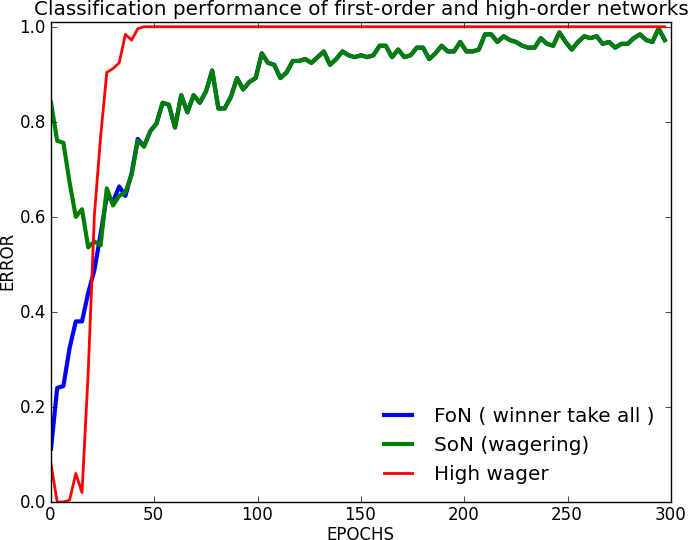 Classification performance of first-order and high-order networks
1.0
0.8
0.6
0.4
0.2
0.0
ERROR
FoN ( winner take all )
SoN (wagering)
High wager
0 50 100 150 200 250 300
EPOCHS